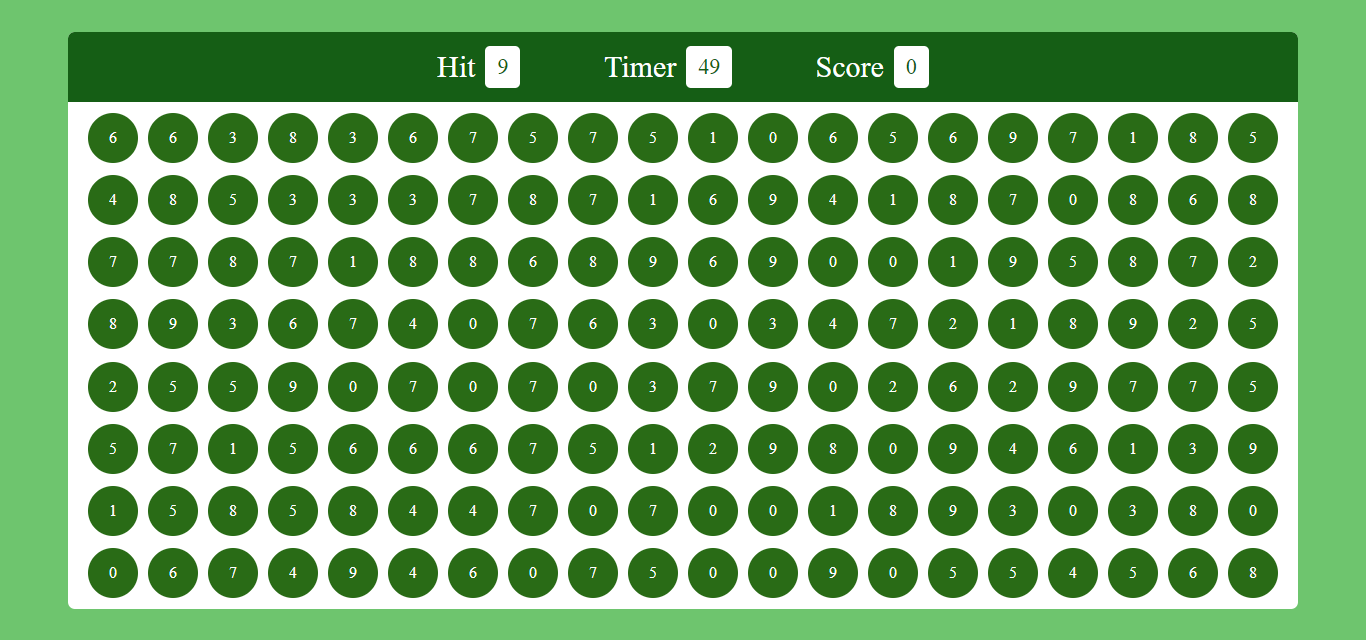 Hit 9 Timer 49 Score 0
6 6 3 8 3 6 7 5 7 5 1 0 6 5 6 9 7 1 8 5
4 8 5 3 3 3 7 8 7 1 6 9 4 1 8 7 0 8 6 8
7 7 8 7 1 8 8 6 8 9 6 9 0 0 1 9 5 8 7 2
8 9 3 6 7 4 0 7 6 3 0 3 4 7 2 1 8 9 2 5
2 5 5 9 0 7 0 7 0 3 7 9 0 2 6 2 9 7 7 5
5 7 1 5 6 6 6 7 5 1 2 9 8 0 9 4 6 1 3 9
1 5 8 5 8 4 4 7 0 7 0 0 1 8 9 3 0 3 8 0
0 6 7 4 9 4 6 0 7 5 0 0 9 0 5 5 4 5 6 8